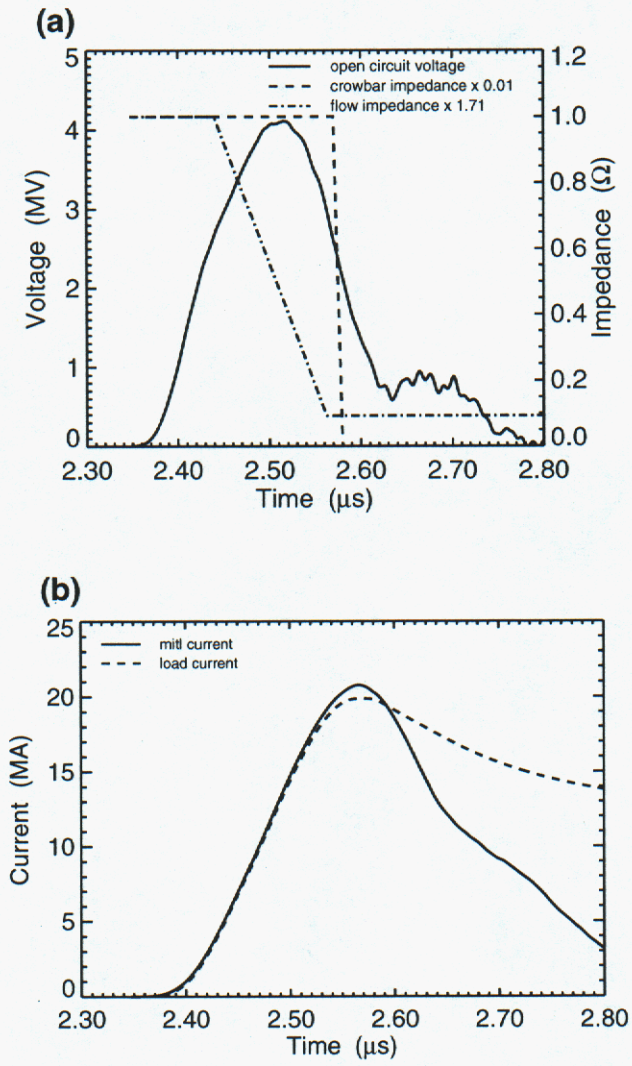 (a)
5
4
3
2
1
0
Voltage (MV)
open circuit voltage
crowbar impedance x 0.01
flow impedance x 1.71
1.2
1.0
0.8
0.6
0.4
0.2
0.0
Impedance (Ω)
2.30 2.40 2.50 2.60 2.70 2.80
Time (μs)
(b)
25
20
15
10
5
0
Current (MA)
mitl current
load current
2.30 2.40 2.50 2.60 2.70 2.80
Time (μs)